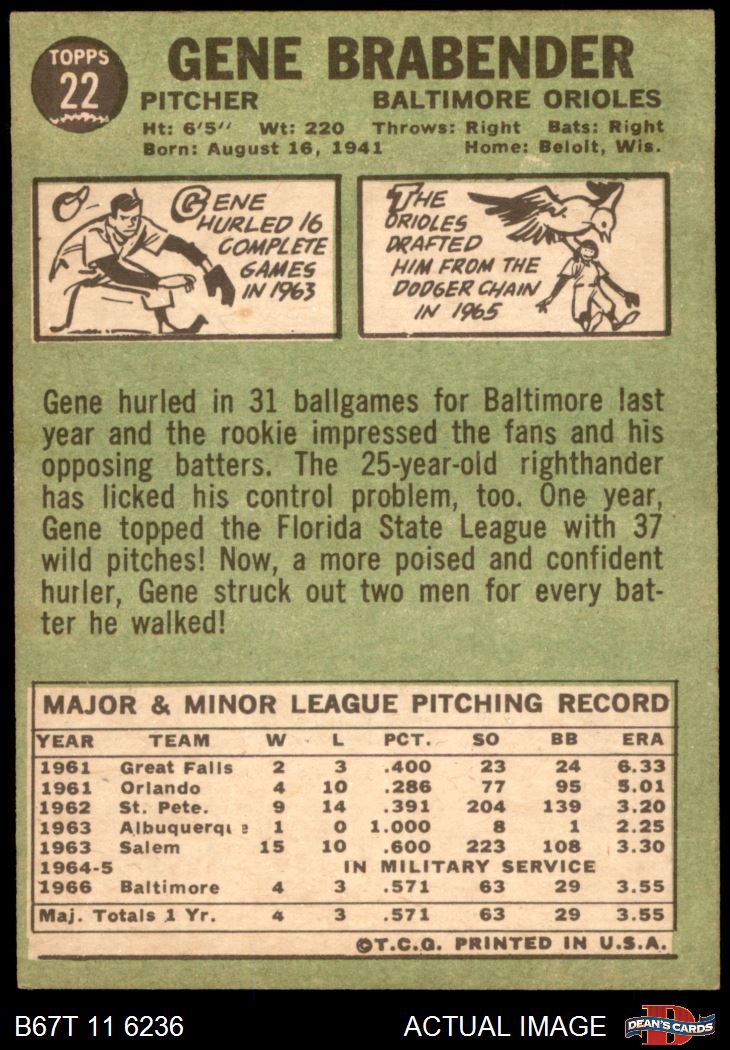 TOPPS
22
GENE BRABENDER
PITCHER BALTIMORE ORIOLES
Ht: 6'5" Wt: 220 Throws: Right Bats: Right
Born: August 16, 1941 Home: Beloit, Wis.
GENE
HURLED 16
COMPLETE
GAMES
IN 1963
THE
ORIOLES
DRAFTED
HIM FROM THE
DODGER CHAIN
IN 1965
Gene hurled in 31 ballgames for Baltimore last
year and the rookie impressed the fans and his
opposing batters. The 25-year-old righthander
has licked his control problem, too. One year,
Gene topped the Florida State League with 37
wild pitches! Now, a more poised and confident
hurler, Gene struck out two men for every bat-
ter he walked!
MAJOR & MINOR LEAGUE PITCHING RECORD
YEAR TEAM W L PCT. SO BB ERA
1961 Great Falls 2 3 .400 23 24 6.33
1961 Orlando 4 10 .286 77 95 5.01
1962 St. Pete. 9 14 .391 204 139 3.20
1963 Albuquerque 1 0 1.000 8 1 2.25
1963 Salem 15 10 .600 223 108 3.30
1964-5 IN MILITARY SERVICE
1966 Baltimore 4 3 .571 63 29 3.55
Maj. Totals 1 Yr. 4 3 .571 63 29 3.55
©T.C.G. PRINTED IN U.S.A.
B67T 11 6236 ACTUAL IMAGE
D
DEAN'S CARDS